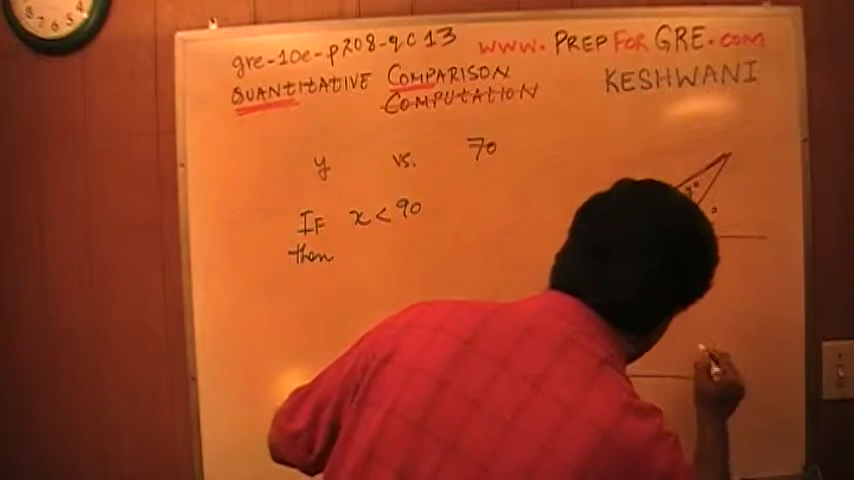 gre-10e-p208-qc13
www.PREPFORGRE.com
QUANTITATIVE COMPARISON
COMPUTATION
KESHWANI
y vs. 70
IF x < 90
then